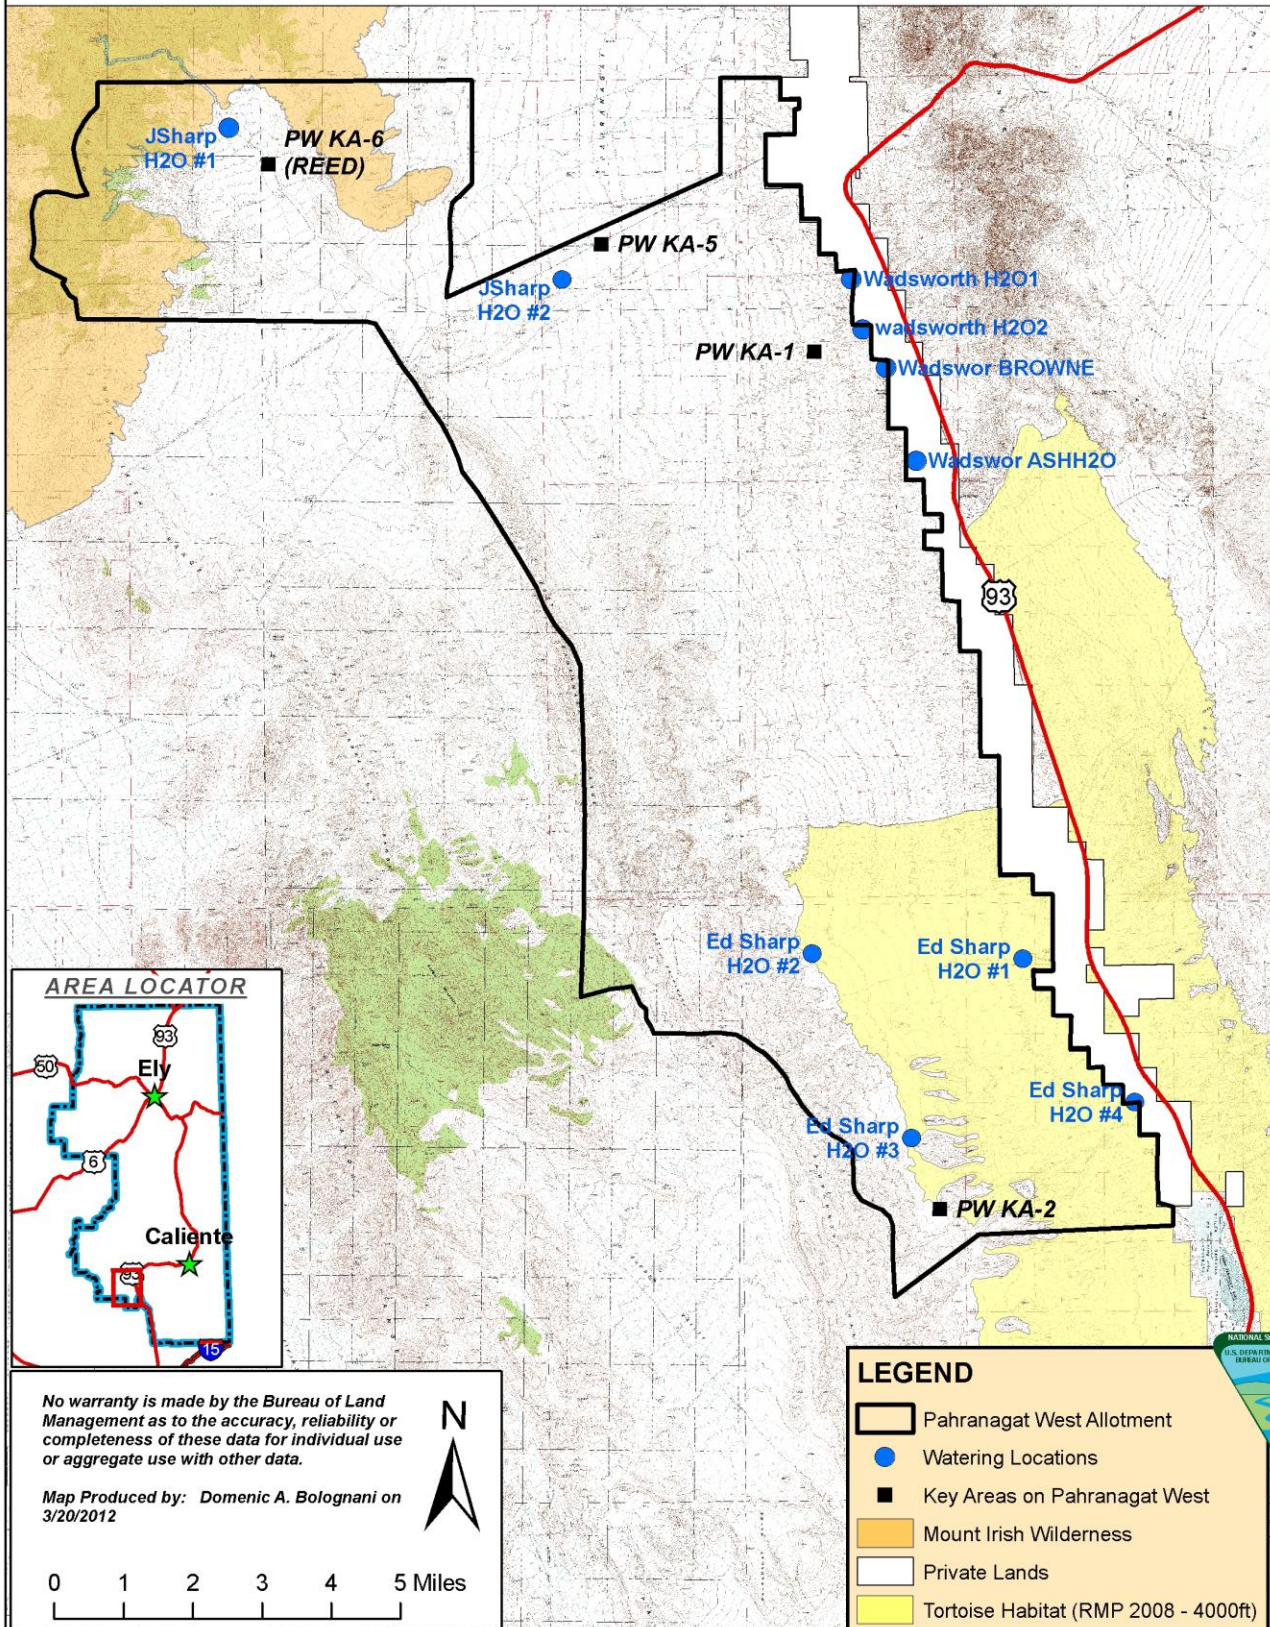 JSharp
H2O #1
PW KA-6
(REED)
PW KA-5
JSharp
H2O #2
Wadsworth H2O1
wadsworth H2O2
PW KA-1
Wadswor BROWNE
Wadswor ASHH2O
93
Ed Sharp
H2O #2
Ed Sharp
H2O #1
Ed Sharp
H2O #4
Ed Sharp
H2O #3
PW KA-2
AREA LOCATOR
93
50
Ely
6
Caliente
93
15
No warranty is made by the Bureau of Land
Management as to the accuracy, reliability or
completeness of these data for individual use
or aggregate use with other data.
Map Produced by: Domenic A. Bolognani on
3/20/2012
N
0 1 2 3 4 5 Miles
LEGEND
Pahranagat West Allotment
Watering Locations
Key Areas on Pahranagat West
Mount Irish Wilderness
Private Lands
Tortoise Habitat (RMP 2008 - 4000ft)
NATIONAL
U.S. DEPARTM
BUREAU O